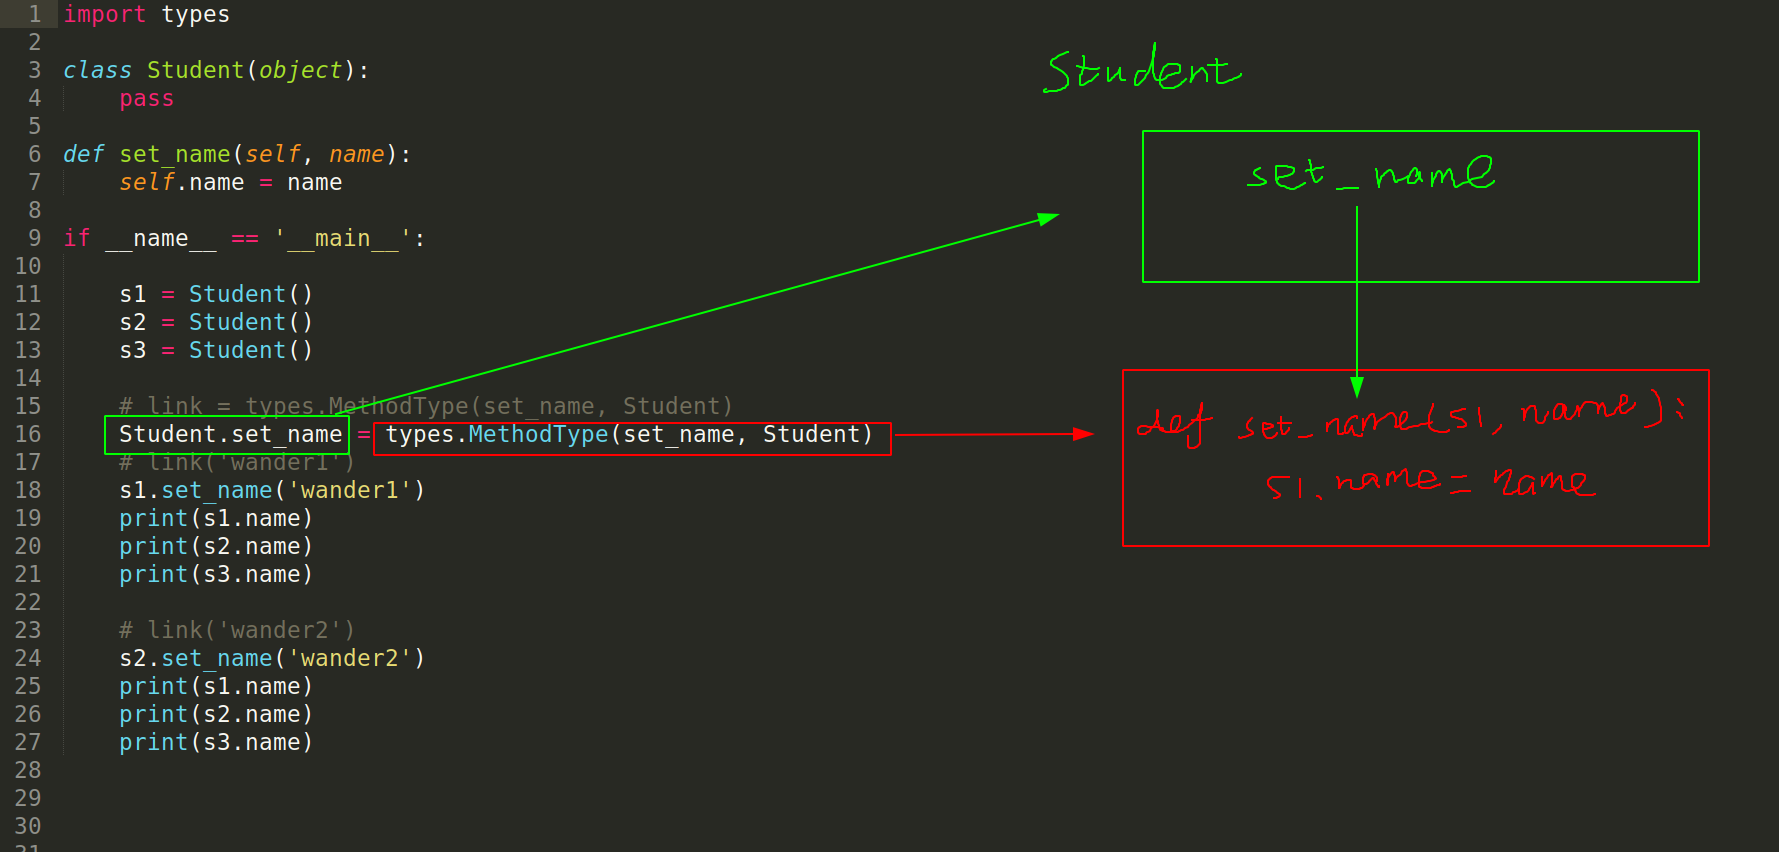 1 import types
2
3 class Student(object):
4     pass
5
6 def set_name(self, name):
7     self.name = name
8
9 if __name__ == '__main__':
10
11     s1 = Student()
12     s2 = Student()
13     s3 = Student()
14
15     # link = types.MethodType(set_name, Student)
16     Student.set_name = types.MethodType(set_name, Student)
17     # link('wander1')
18     s1.set_name('wander1')
19     print(s1.name)
20     print(s2.name)
21     print(s3.name)
22
23     # link('wander2')
24     s2.set_name('wander2')
25     print(s1.name)
26     print(s2.name)
27     print(s3.name)
28
29
30
31
Student
set_name
def set_name(s1, name):
s1.name = name